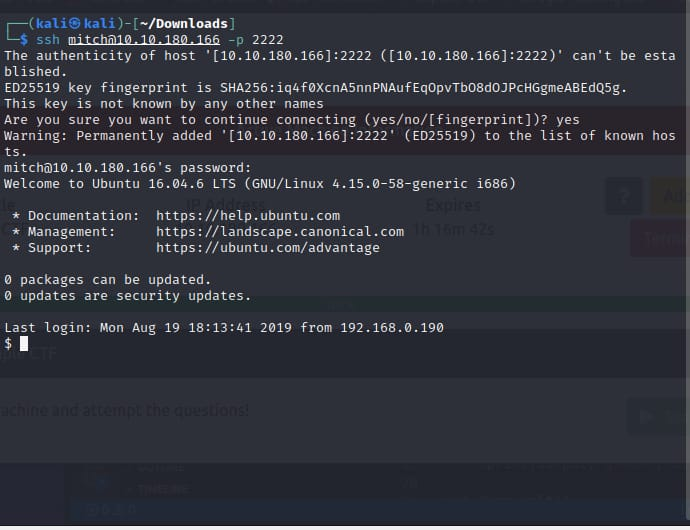 ┌──(kali㉿kali)-[~/Downloads]
└─$ ssh mitch@10.10.180.166 -p 2222
The authenticity of host '[10.10.180.166]:2222 ([10.10.180.166]:2222)' can't be esta
blished.
ED25519 key fingerprint is SHA256:iq4f0XcnA5nnPNAufEqOpvTbO8dOJPcHGgmeABEdQ5g.
This key is not known by any other names
Are you sure you want to continue connecting (yes/no/[fingerprint])? yes
Warning: Permanently added '[10.10.180.166]:2222' (ED25519) to the list of known hos
ts.
mitch@10.10.180.166's password:
Welcome to Ubuntu 16.04.6 LTS (GNU/Linux 4.15.0-58-generic i686)
IP Address Expires
?
* Documentation: https://help.ubuntu.com
* Management: https://landscape.canonical.com
1h 16m 42s
* Support: https://ubuntu.com/advantage
0 packages can be updated.
0 updates are security updates.
Last login: Mon Aug 19 18:13:41 2019 from 192.168.0.190
$
CTF
achine and attempt the questions!
TIMELINE